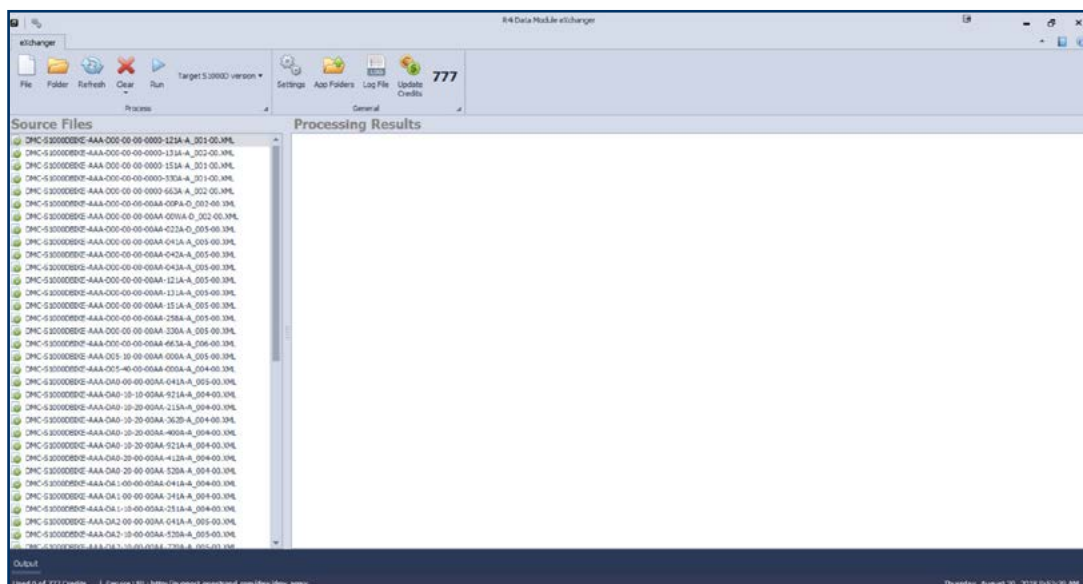 R4i Data Module eXchanger
eXchanger
File
Folder
Refresh
Clear
Run
Target S1000D version
Settings
App Folders
Log File
Update Credits
777
Process
General
Source Files
Processing Results
DMC-S1000DBIKE-AAA-D00-00-00-0000-121A-A_001-00.XML
DMC-S1000DBIKE-AAA-D00-00-00-0000-131A-A_002-00.XML
DMC-S1000DBIKE-AAA-D00-00-00-0000-151A-A_001-00.XML
DMC-S1000DBIKE-AAA-D00-00-00-0000-330A-A_001-00.XML
DMC-S1000DBIKE-AAA-D00-00-00-0000-663A-A_002-00.XML
DMC-S1000DBIKE-AAA-D00-00-00-00AA-00PA-D_002-00.XML
DMC-S1000DBIKE-AAA-D00-00-00-00AA-00WA-D_002-00.XML
DMC-S1000DBIKE-AAA-D00-00-00-00AA-022A-D_005-00.XML
DMC-S1000DBIKE-AAA-D00-00-00-00AA-041A-A_005-00.XML
DMC-S1000DBIKE-AAA-D00-00-00-00AA-042A-A_005-00.XML
DMC-S1000DBIKE-AAA-D00-00-00-00AA-043A-A_005-00.XML
DMC-S1000DBIKE-AAA-D00-00-00-00AA-121A-A_005-00.XML
DMC-S1000DBIKE-AAA-D00-00-00-00AA-131A-A_005-00.XML
DMC-S1000DBIKE-AAA-D00-00-00-00AA-151A-A_005-00.XML
DMC-S1000DBIKE-AAA-D00-00-00-00AA-258A-A_005-00.XML
DMC-S1000DBIKE-AAA-D00-00-00-00AA-330A-A_005-00.XML
DMC-S1000DBIKE-AAA-D00-00-00-00AA-663A-A_006-00.XML
DMC-S1000DBIKE-AAA-D05-10-00-00AA-000A-A_005-00.XML
DMC-S1000DBIKE-AAA-D05-40-00-00AA-000A-A_004-00.XML
DMC-S1000DBIKE-AAA-DA0-00-00-00AA-041A-A_005-00.XML
DMC-S1000DBIKE-AAA-DA0-10-10-00AA-921A-A_004-00.XML
DMC-S1000DBIKE-AAA-DA0-10-20-00AA-215A-A_004-00.XML
DMC-S1000DBIKE-AAA-DA0-10-20-00AA-362B-A_004-00.XML
DMC-S1000DBIKE-AAA-DA0-10-20-00AA-400A-A_004-00.XML
DMC-S1000DBIKE-AAA-DA0-10-20-00AA-921A-A_004-00.XML
DMC-S1000DBIKE-AAA-DA0-20-00-00AA-412A-A_004-00.XML
DMC-S1000DBIKE-AAA-DA0-20-00-00AA-520A-A_004-00.XML
DMC-S1000DBIKE-AAA-DA1-00-00-00AA-041A-A_004-00.XML
DMC-S1000DBIKE-AAA-DA1-00-00-00AA-341A-A_004-00.XML
DMC-S1000DBIKE-AAA-DA1-10-00-00AA-251A-A_004-00.XML
DMC-S1000DBIKE-AAA-DA2-00-00-00AA-041A-A_005-00.XML
DMC-S1000DBIKE-AAA-DA2-10-00-00AA-520A-A_005-00.XML
Output